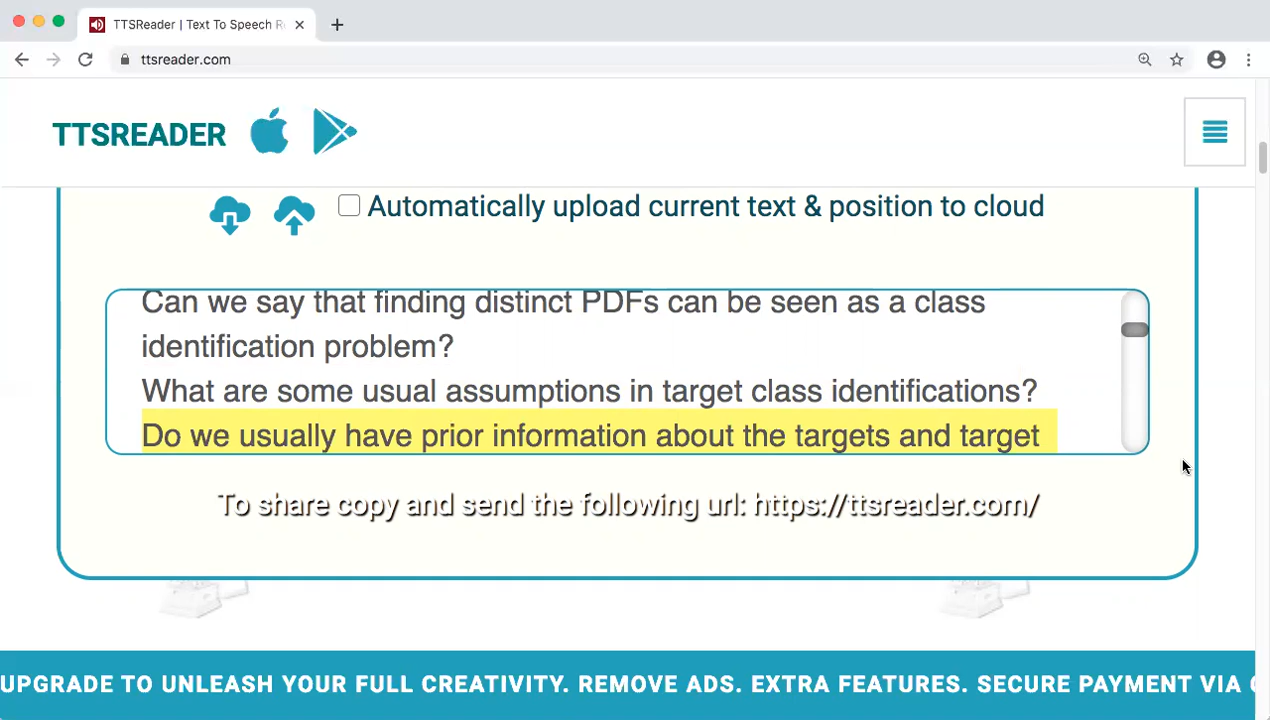 TTSReader | Text To Speech R
ttsreader.com
TTSREADER
Automatically upload current text & position to cloud
Can we say that finding distinct PDFs can be seen as a class
identification problem?
What are some usual assumptions in target class identifications?
Do we usually have prior information about the targets and target
To share copy and send the following url: https://ttsreader.com/
UPGRADE TO UNLEASH YOUR FULL CREATIVITY. REMOVE ADS. EXTRA FEATURES. SECURE PAYMENT VIA